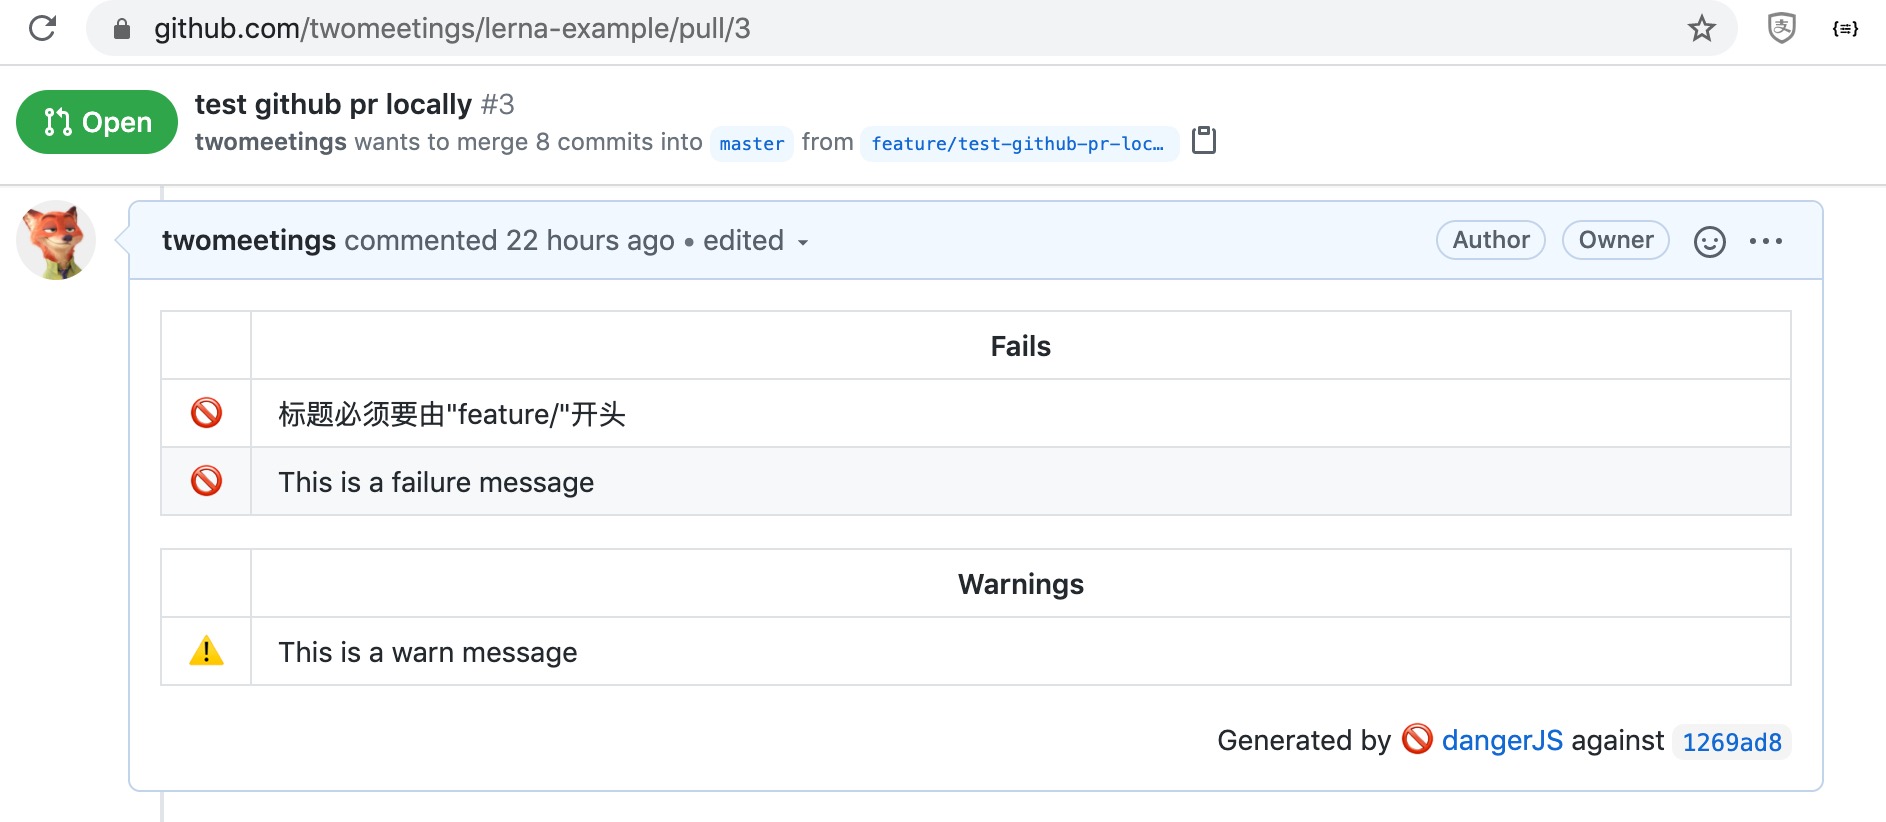 github.com/twomeetings/lerna-example/pull/3
Open
test github pr locally #3
twomeetings wants to merge 8 commits into master from feature/test-github-pr-loc…
twomeetings commented 22 hours ago • edited
Author
Owner
Fails
标题必须要由"feature/"开头
This is a failure message
Warnings
This is a warn message
Generated by dangerJS against 1269ad8